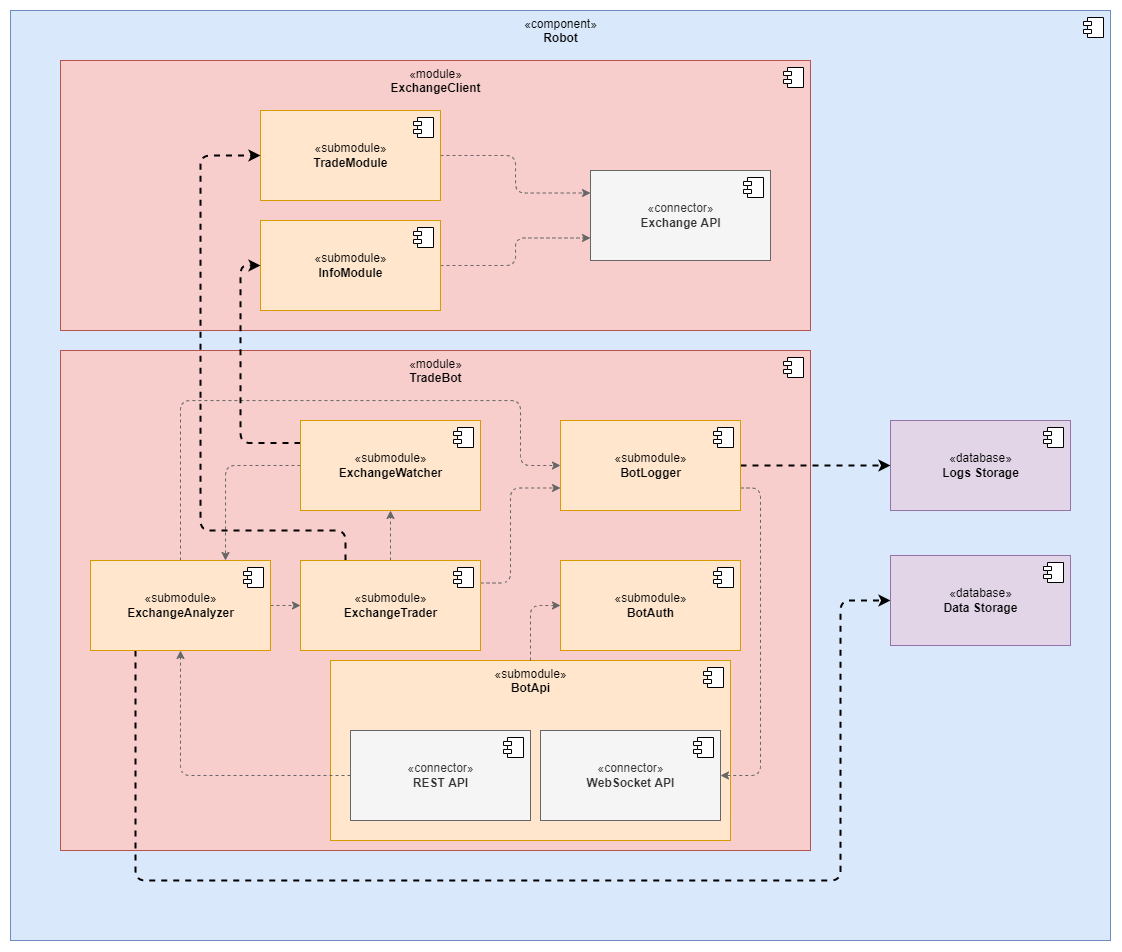 «component»
Robot
«module»
ExchangeClient
«submodule»
TradeModule
«connector»
Exchange API
«submodule»
InfoModule
«module»
TradeBot
«submodule»
ExchangeWatcher
«submodule»
BotLogger
«database»
Logs Storage
«submodule»
ExchangeAnalyzer
«submodule»
ExchangeTrader
«submodule»
BotAuth
«database»
Data Storage
«submodule»
BotApi
«connector»
REST API
«connector»
WebSocket API